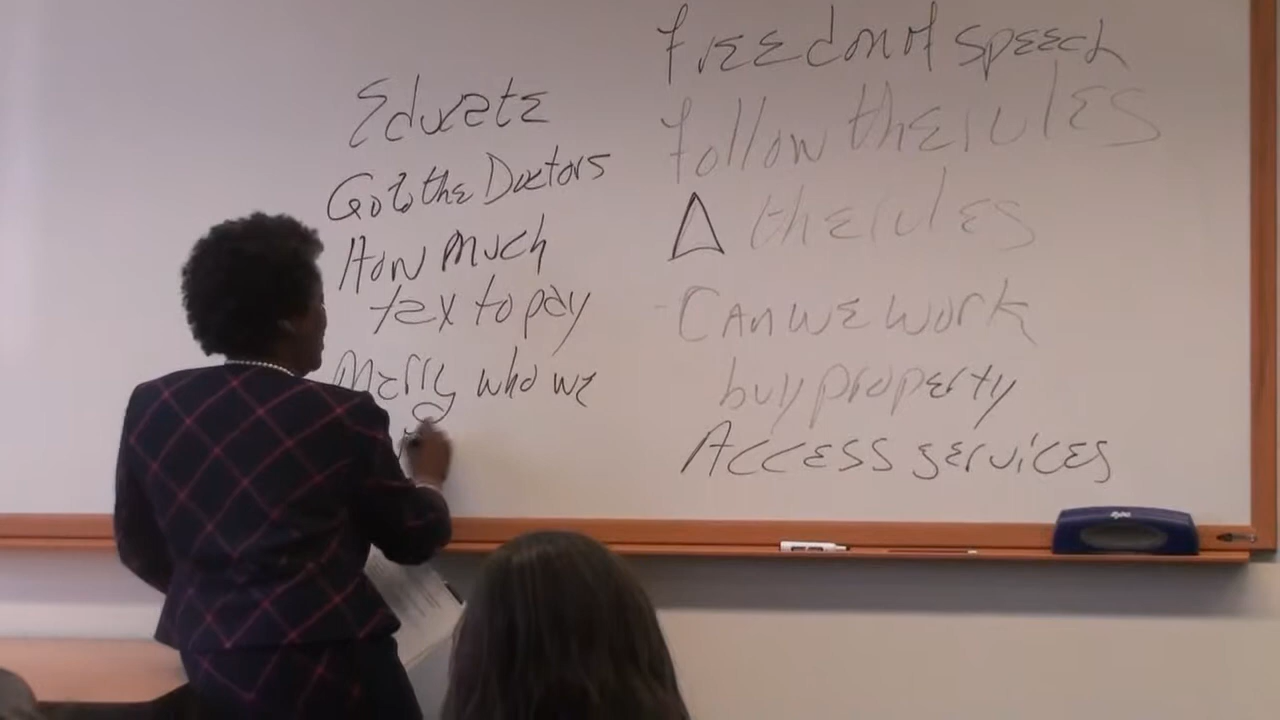 Educate
Go to the Doctors
How much
tax to pay
Marry who we
Freedom of speech
Follow the rules
Δ the rules
- Can we work
buy property
Access services